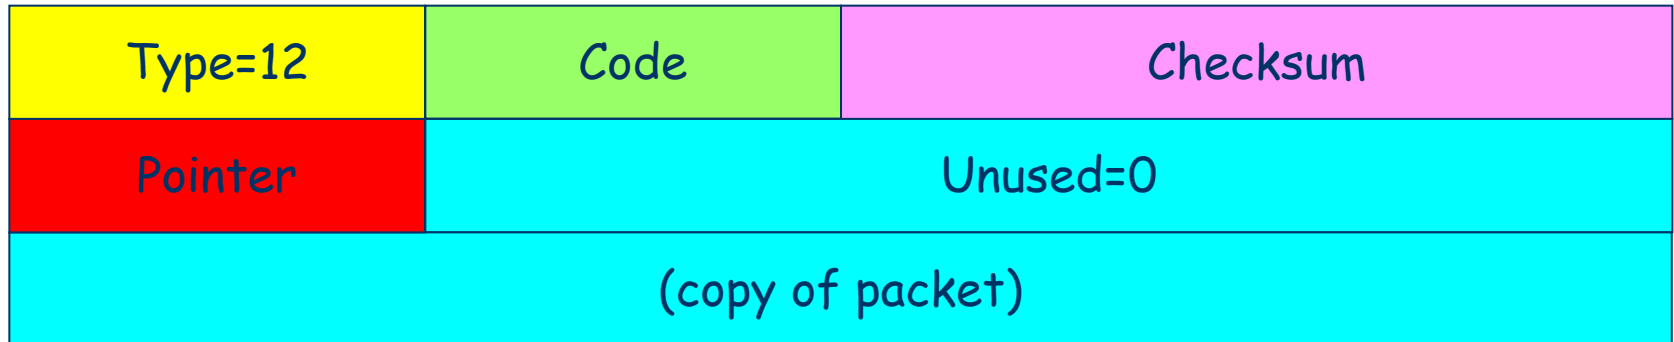 Type=12 Code Checksum
Pointer Unused=0
(copy of packet)